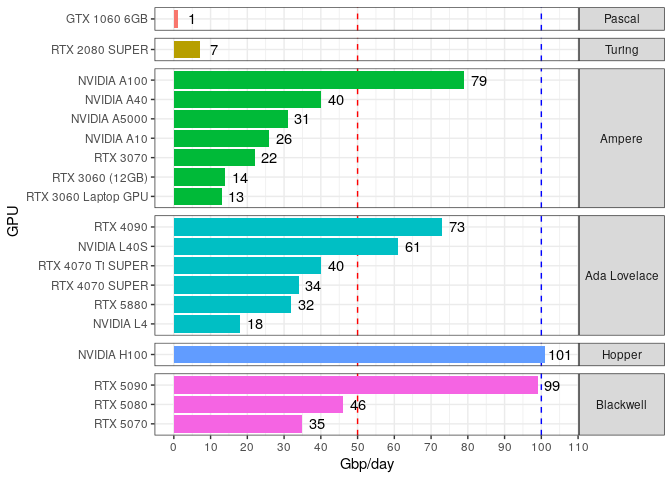 GTX 1060 6GB 1 Pascal
RTX 2080 SUPER 7 Turing
NVIDIA A100 79
NVIDIA A40 40
NVIDIA A5000 31
NVIDIA A10 26 Ampere
RTX 3070 22
RTX 3060 (12GB) 14
RTX 3060 Laptop GPU 13
GPU
RTX 4090 73
NVIDIA L40S 61
RTX 4070 TI SUPER 40 Ada Lovelace
RTX 4070 SUPER 34
RTX 5880 32
NVIDIA L4 18
NVIDIA H100 101 Hopper
RTX 5090 99
RTX 5080 46 Blackwell
RTX 5070 35
0 10 20 30 40 50 60 70 80 90 100 110
Gbp/day